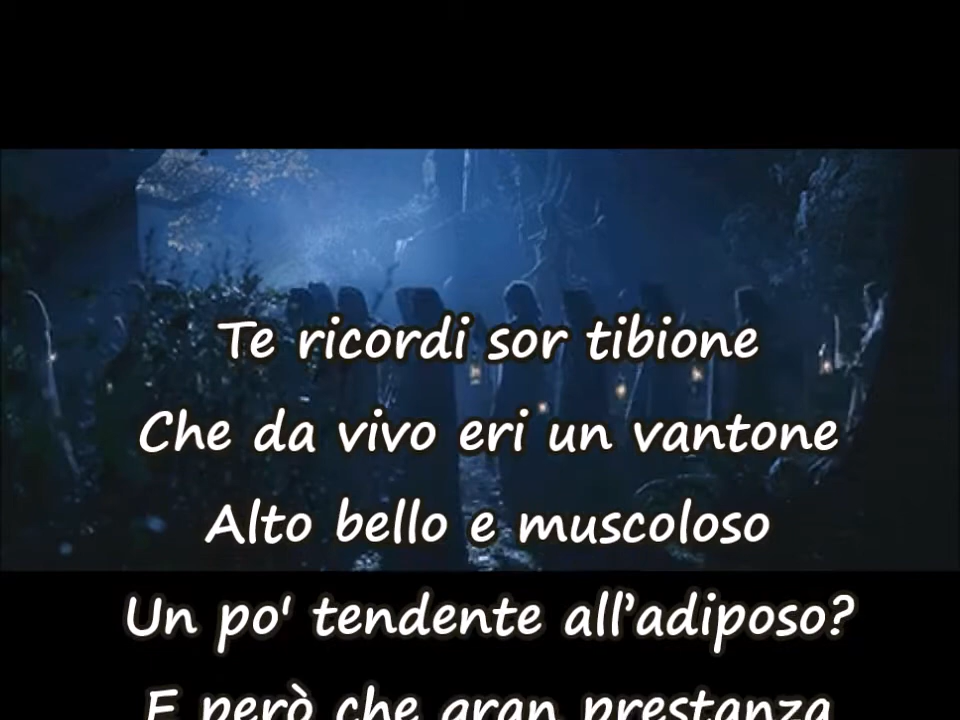 Te ricordi sor tibione
Che da vivo eri un vantone
Alto bello e muscoloso
Un po' tendente all’adiposo?
E però che gran prestanza